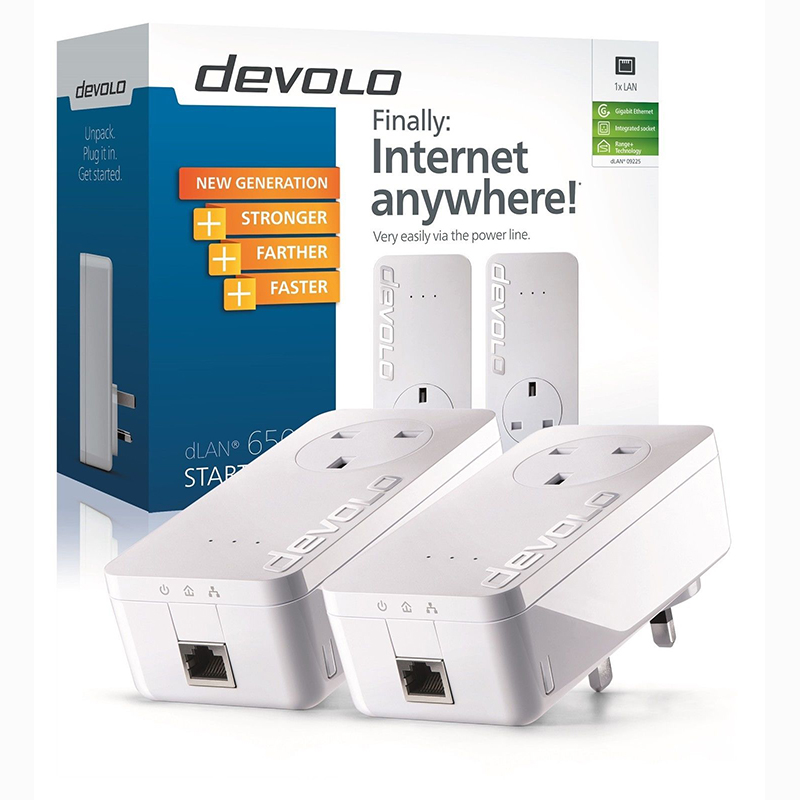 devolo
Unpack.
Plug it in.
Get started.
devolo
Finally:
Internet
anywhere!*
Very easily via the power line.
1x LAN
Gigabit Ethernet
Integrated socket
Range+
Technology
dLAN® 09225
NEW GENERATION
+ STRONGER
+ FARTHER
+ FASTER
devolo
devolo
dLAN® 650
START
devolo
devolo